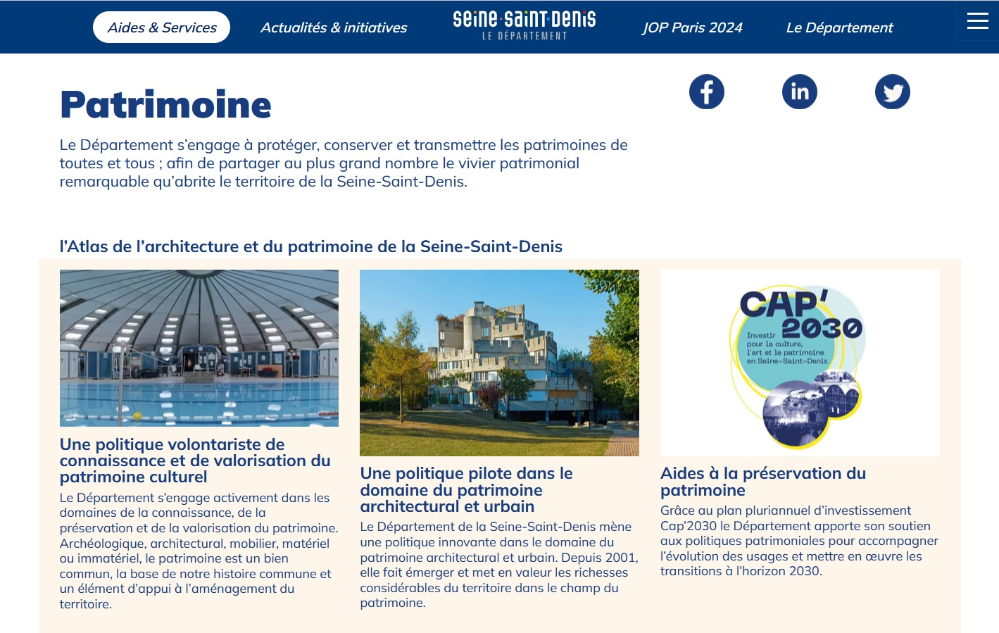 Aides & Services
Actualités & initiatives
seine·saint·denis
LE DÉPARTEMENT
JOP Paris 2024
Le Département
Patrimoine
Le Département s’engage à protéger, conserver et transmettre les patrimoines de
toutes et tous ; afin de partager au plus grand nombre le vivier patrimonial
remarquable qu’abrite le territoire de la Seine-Saint-Denis.
l’Atlas de l’architecture et du patrimoine de la Seine-Saint-Denis
Une politique volontariste de
connaissance et de valorisation du
patrimoine culturel
Le Département s’engage activement dans les
domaines de la connaissance, de la
préservation et de la valorisation du patrimoine.
Archéologique, architectural, mobilier, matériel
ou immatériel, le patrimoine est un bien
commun, la base de notre histoire commune et
un élément d’appui à l’aménagement du
territoire.
Une politique pilote dans le
domaine du patrimoine
architectural et urbain
Le Département de la Seine-Saint-Denis mène
une politique innovante dans le domaine du
patrimoine architectural et urbain. Depuis 2001,
elle fait émerger et met en valeur les richesses
considérables du territoire dans le champ du
patrimoine.
CAP'
2030
Investir
pour la culture,
l'art et le patrimoine
en Seine-Saint-Denis
Aides à la préservation du
patrimoine
Grâce au plan pluriannuel d’investissement
Cap’2030 le Département apporte son soutien
aux politiques patrimoniales pour accompagner
l’évolution des usages et mettre en œuvre les
transitions à l’horizon 2030.